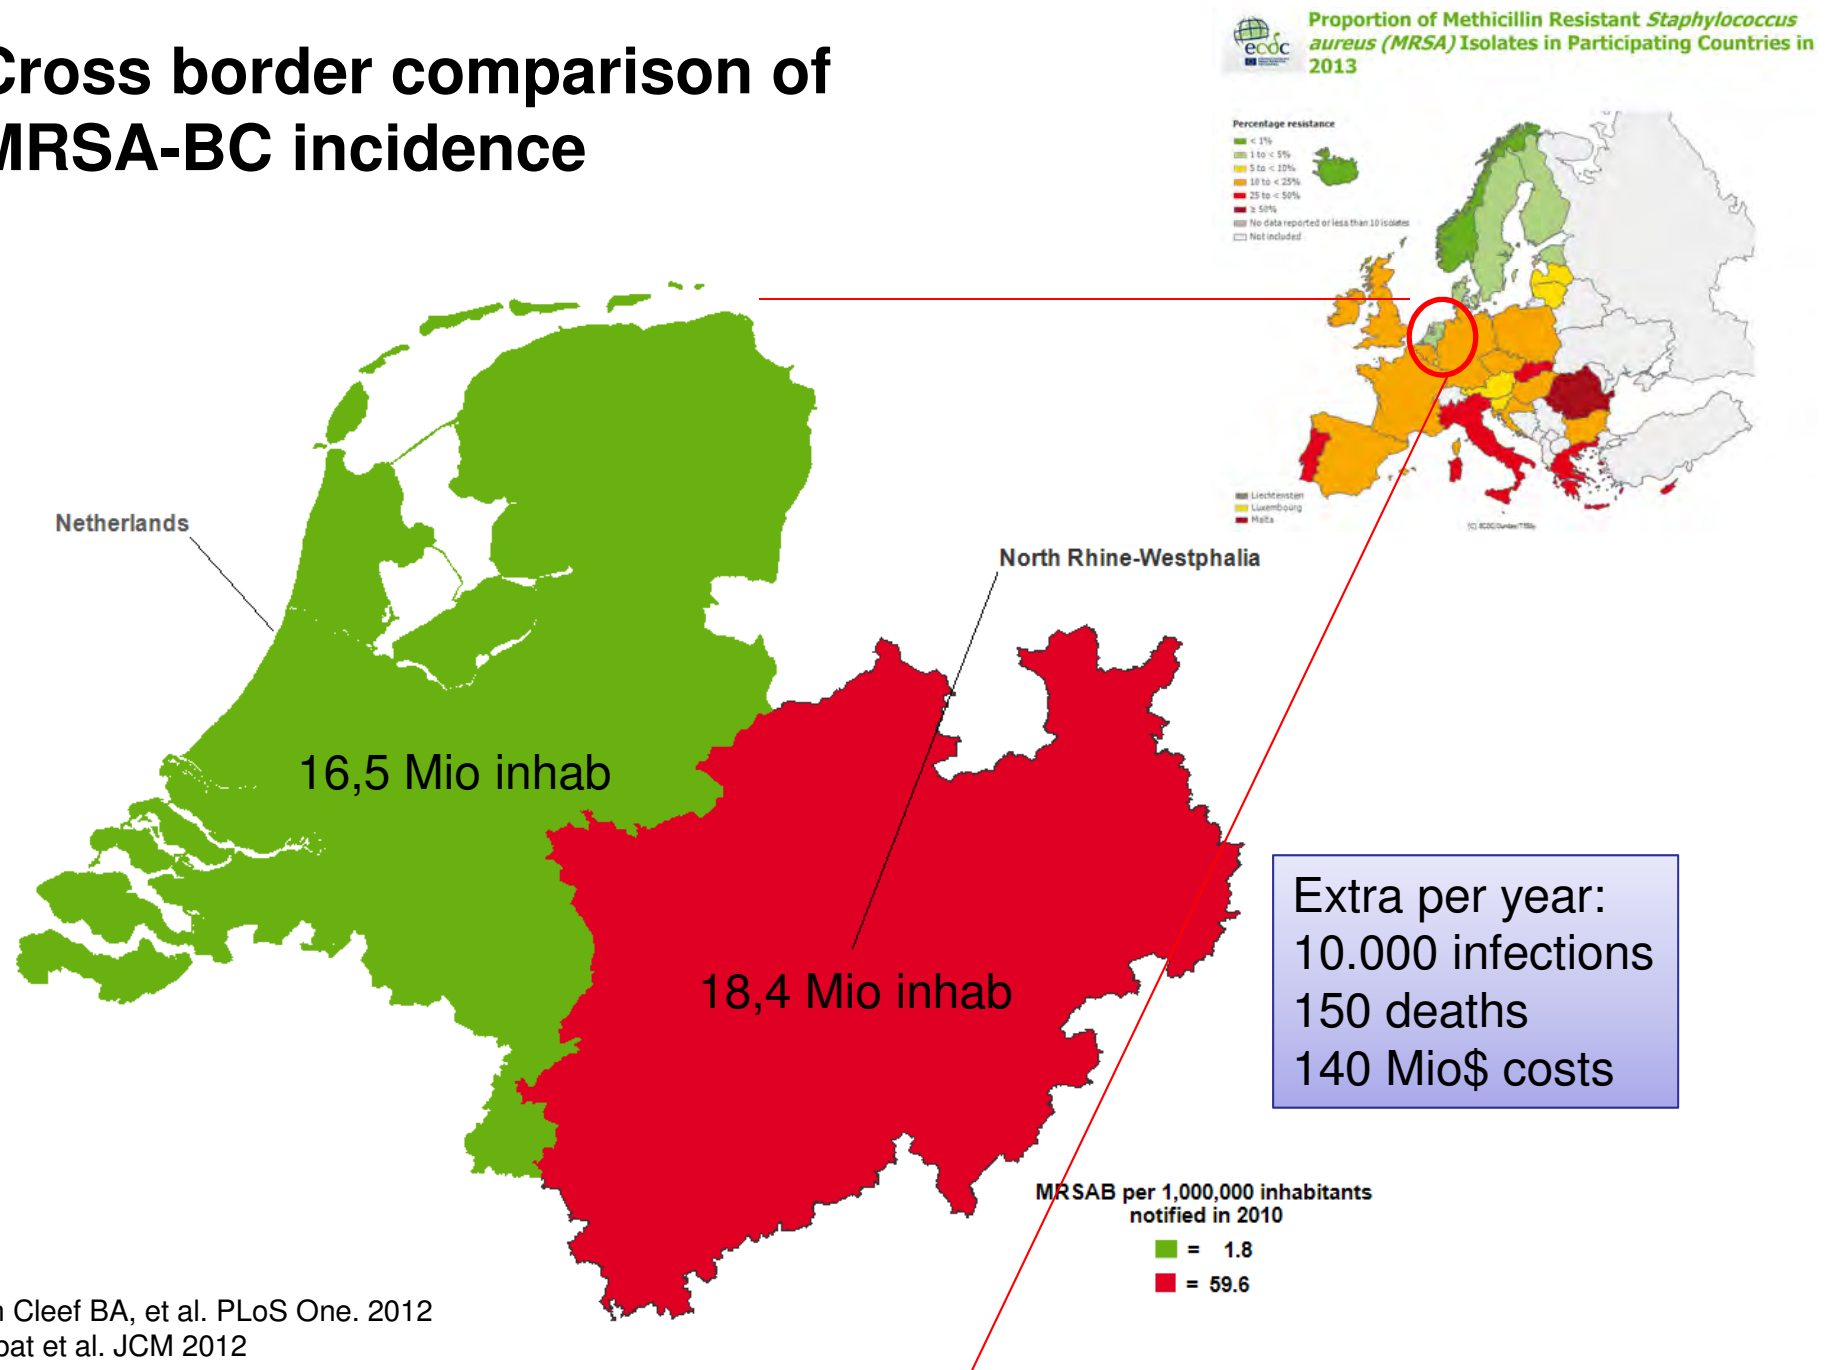 Cross border comparison of
MRSA-BC incidence
ecdc
Proportion of Methicillin Resistant Staphylococcus
aureus (MRSA) Isolates in Participating Countries in
2013
Percentage resistance
< 1%
1 to < 5%
5 to < 10%
10 to < 25%
25 to < 50%
≥ 50%
No data reported or less than 10 isolates
Not included
Liechtenstein
Luxembourg
Malta
Netherlands
North Rhine-Westphalia
16,5 Mio inhab
18,4 Mio inhab
Extra per year:
10.000 infections
150 deaths
140 Mio$ costs
MRSAB per 1,000,000 inhabitants
notified in 2010
= 1.8
= 59.6
n Cleef BA, et al. PLoS One. 2012
bat et al. JCM 2012